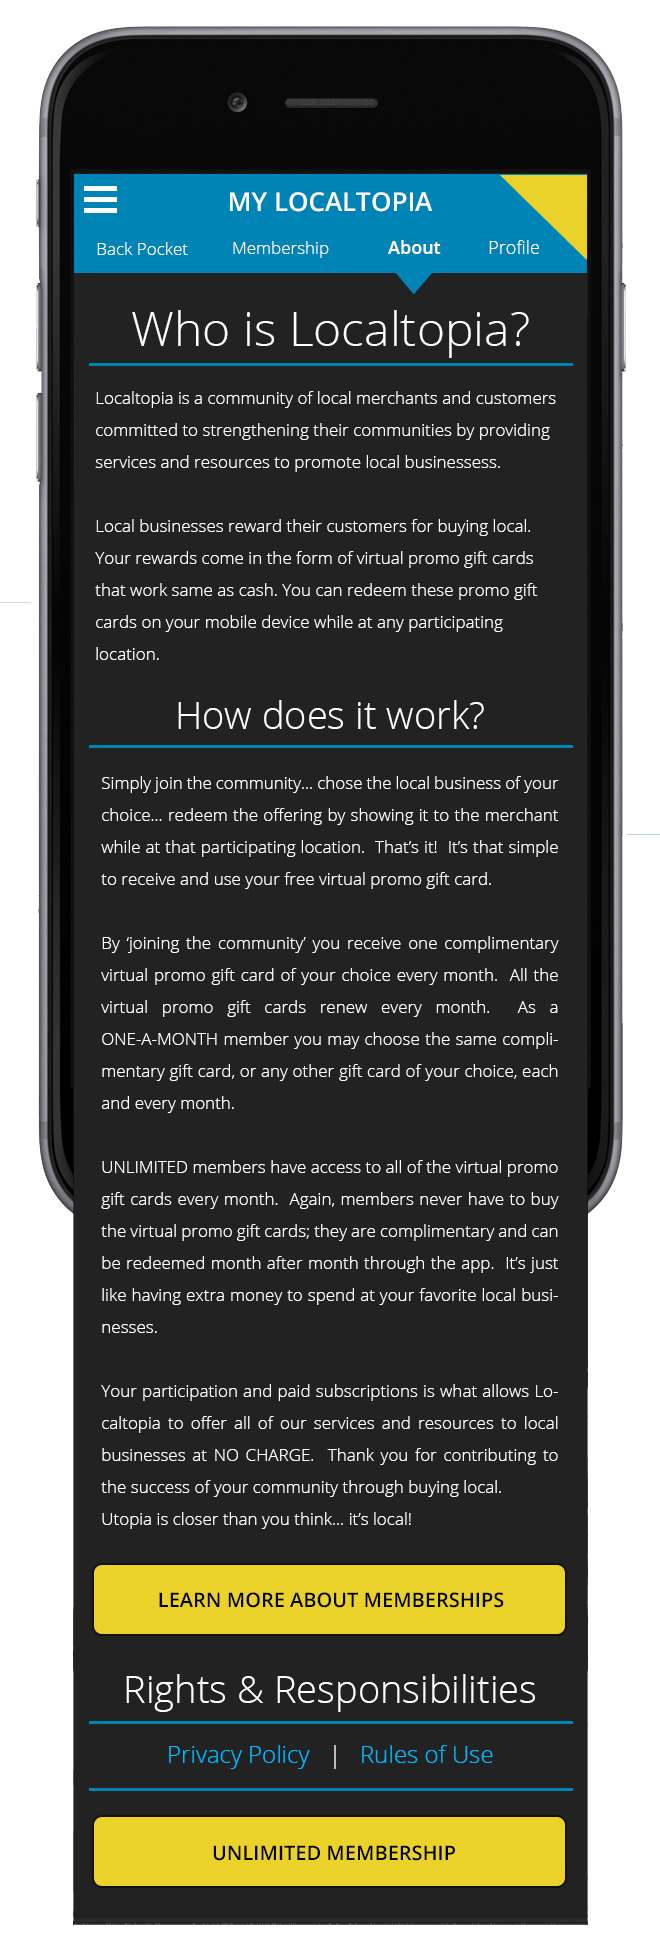 MY LOCALTOPIA
Back Pocket Membership About Profile
Who is Localtopia?
Localtopia is a community of local merchants and customers
committed to strengthening their communities by providing
services and resources to promote local businessess.
Local businesses reward their customers for buying local.
Your rewards come in the form of virtual promo gift cards
that work same as cash. You can redeem these promo gift
cards on your mobile device while at any participating
location.
How does it work?
Simply join the community... chose the local business of your
choice... redeem the offering by showing it to the merchant
while at that participating location. That's it! It's that simple
to receive and use your free virtual promo gift card.
By 'joining the community' you receive one complimentary
virtual promo gift card of your choice every month. All the
virtual promo gift cards renew every month. As a
ONE-A-MONTH member you may choose the same compli-
mentary gift card, or any other gift card of your choice, each
and every month.
UNLIMITED members have access to all of the virtual promo
gift cards every month. Again, members never have to buy
the virtual promo gift cards; they are complimentary and can
be redeemed month after month through the app. It's just
like having extra money to spend at your favorite local busi-
nesses.
Your participation and paid subscriptions is what allows Lo-
caltopia to offer all of our services and resources to local
businesses at NO CHARGE. Thank you for contributing to
the success of your community through buying local.
Utopia is closer than you think... it's local!
LEARN MORE ABOUT MEMBERSHIPS
Rights & Responsibilities
Privacy Policy | Rules of Use
UNLIMITED MEMBERSHIP